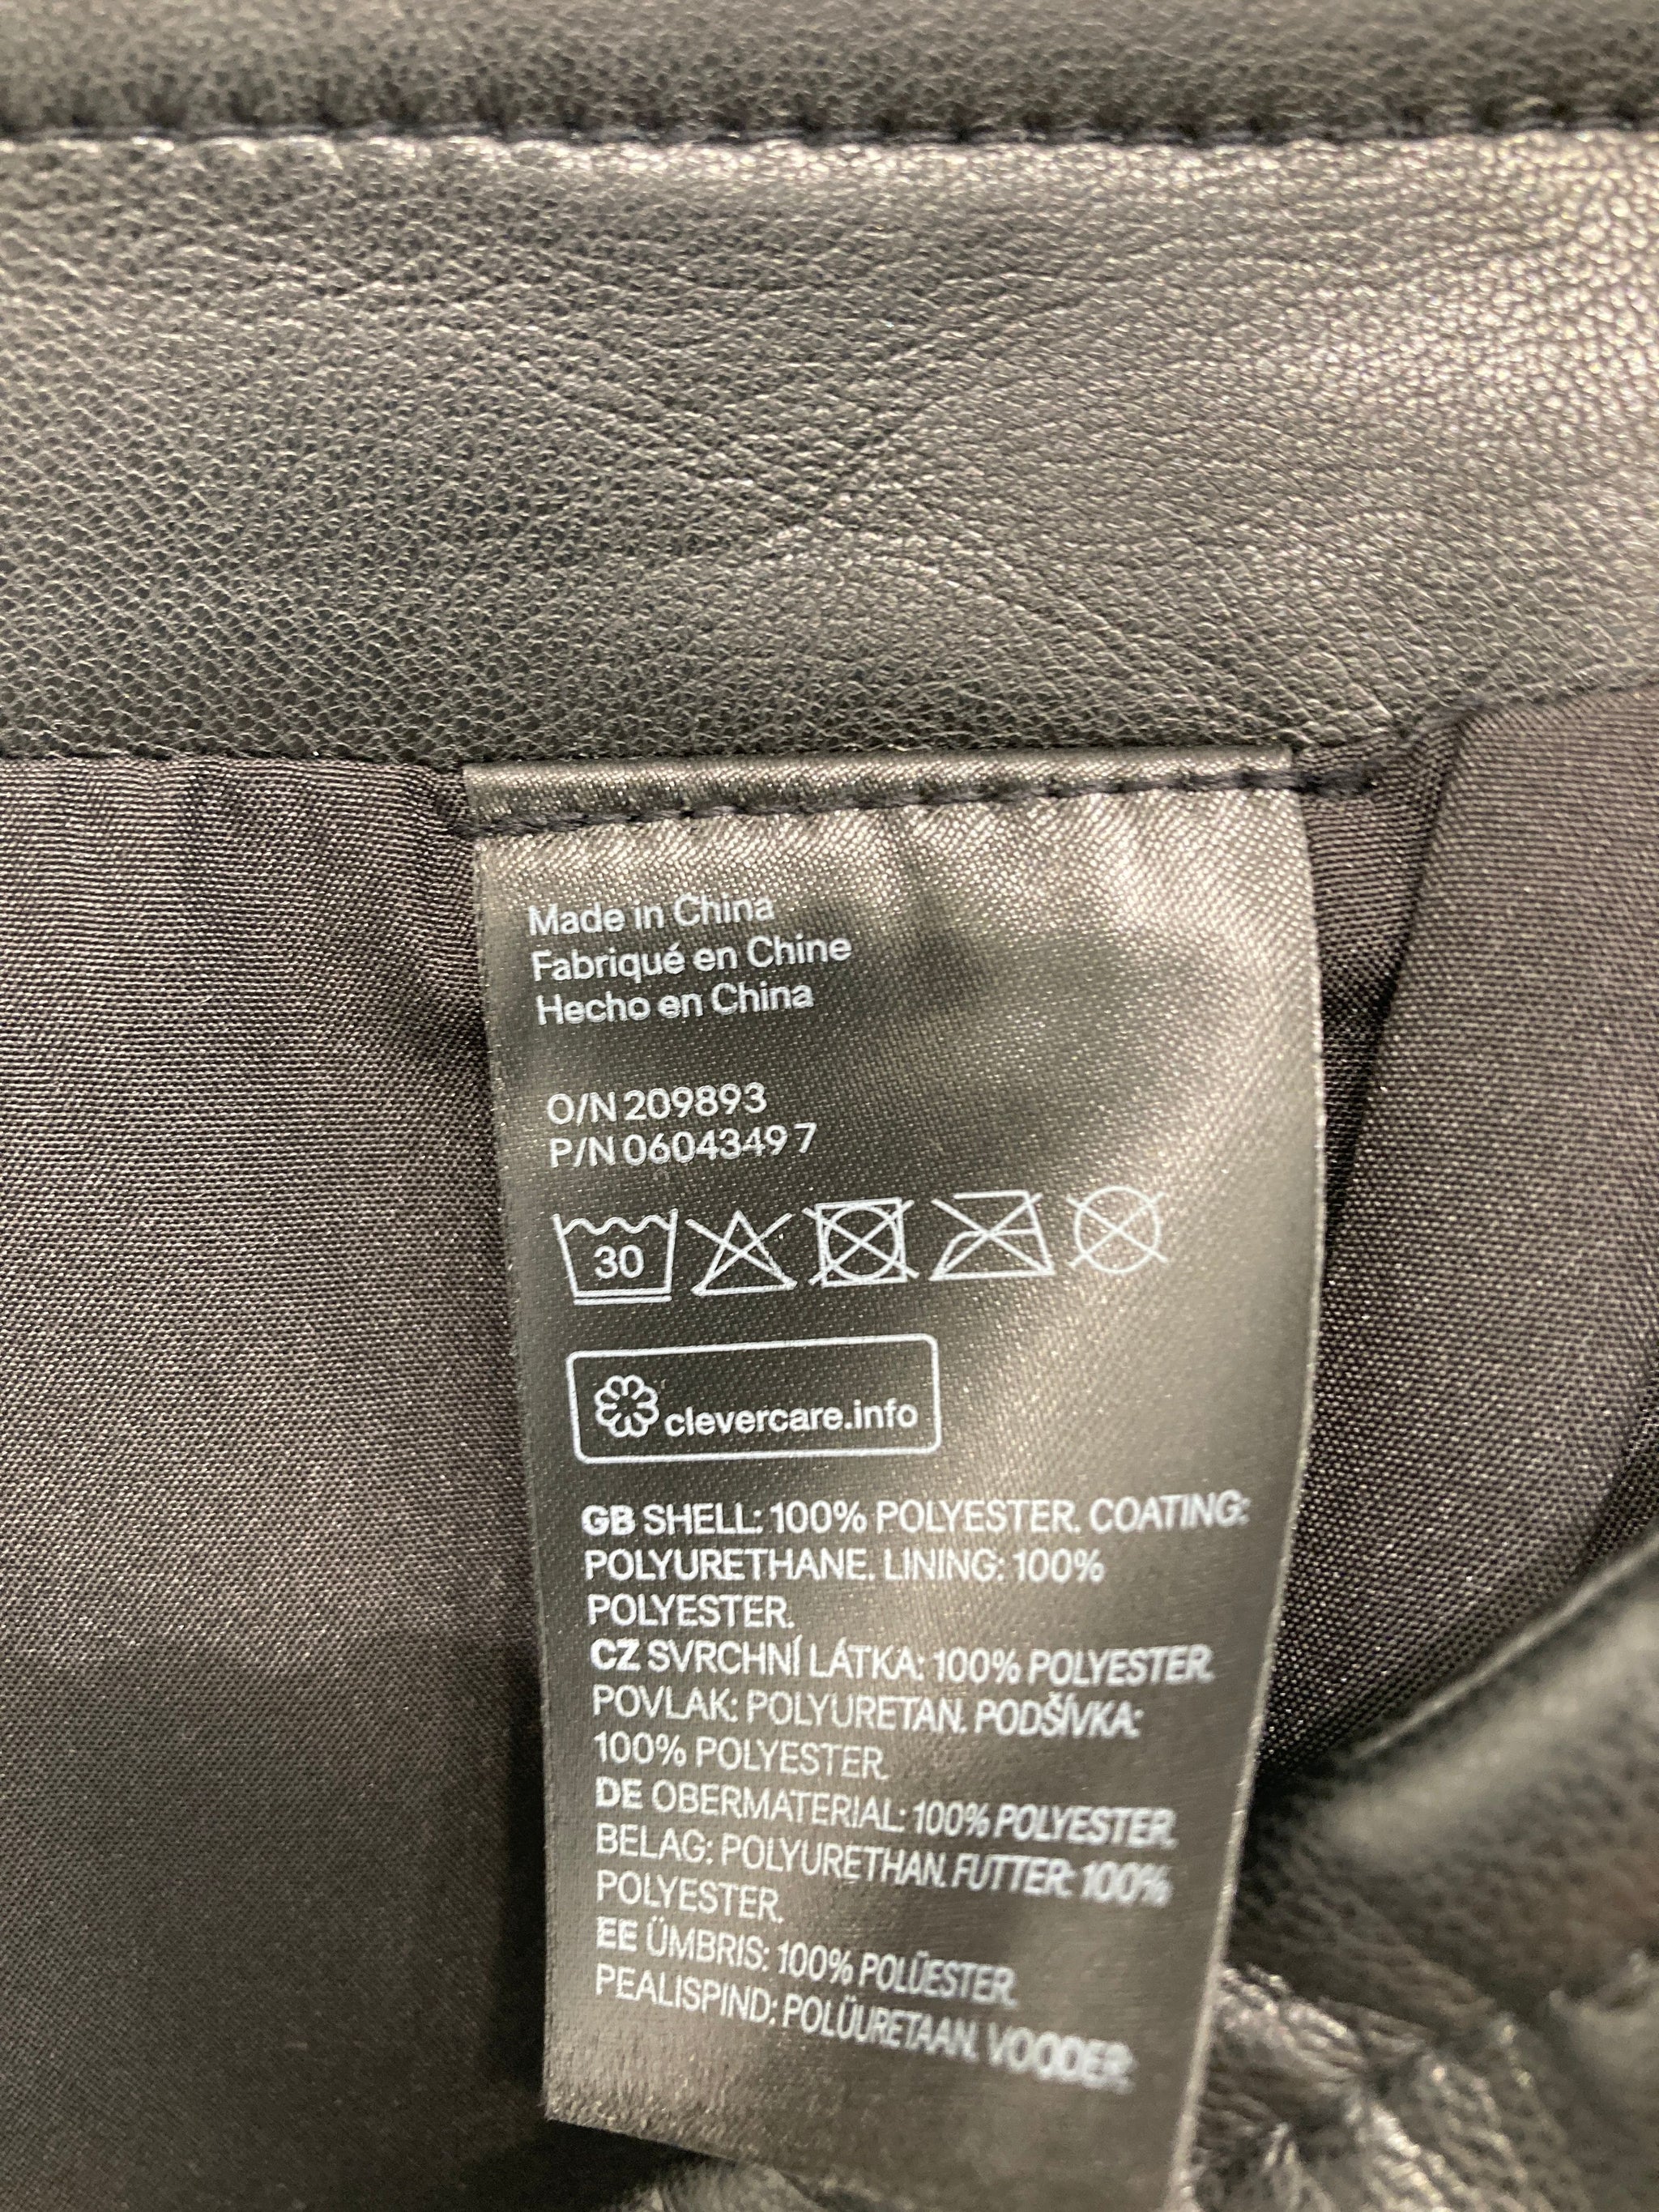 Made in China
Fabriqué en Chine
Hecho en China
O/N 209893
P/N 06043497
30
clevercare.info
GB SHELL: 100% POLYESTER. COATING:
POLYURETHANE. LINING: 100%
POLYESTER.
CZ SVRCHNÍ LÁTKA: 100% POLYESTER.
POVLAK: POLYURETAN. PODŠÍVKA:
100% POLYESTER.
DE OBERMATERIAL: 100% POLYESTER.
BELAG: POLYURETHAN. FUTTER: 100%
POLYESTER.
EE ÜMBRIS: 100% POLÜESTER.
PEALISPIND: POLÜURETAAN. VOODER: